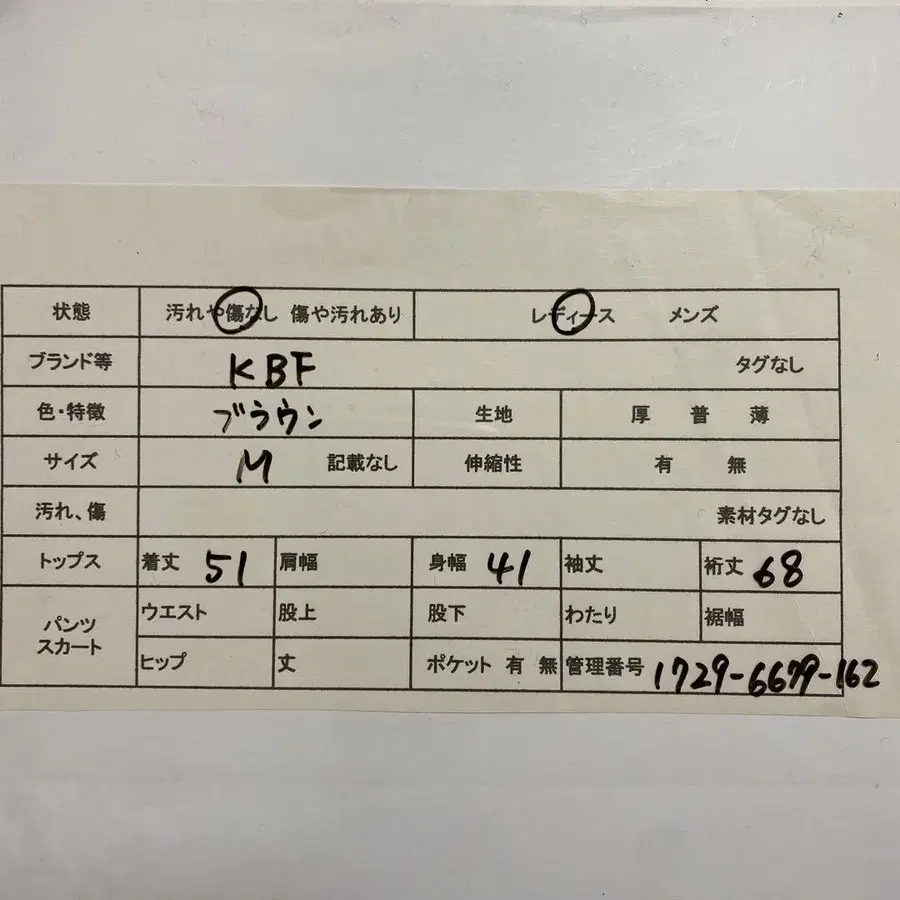 状態 汚れや傷なし 傷や汚れあり レディース メンズ
ブランド等 KBF タグなし
色・特徴 ブラウン 生地 厚 普 薄
サイズ M 記載なし 伸縮性 有 無
汚れ、傷 素材タグなし
トップス 着丈 51 肩幅 身幅 41 袖丈 裄丈 68
パンツ スカート ウエスト 股上 股下 わたり 裾幅
ヒップ 丈 ポケット 有 無 管理番号 1729-6679-162